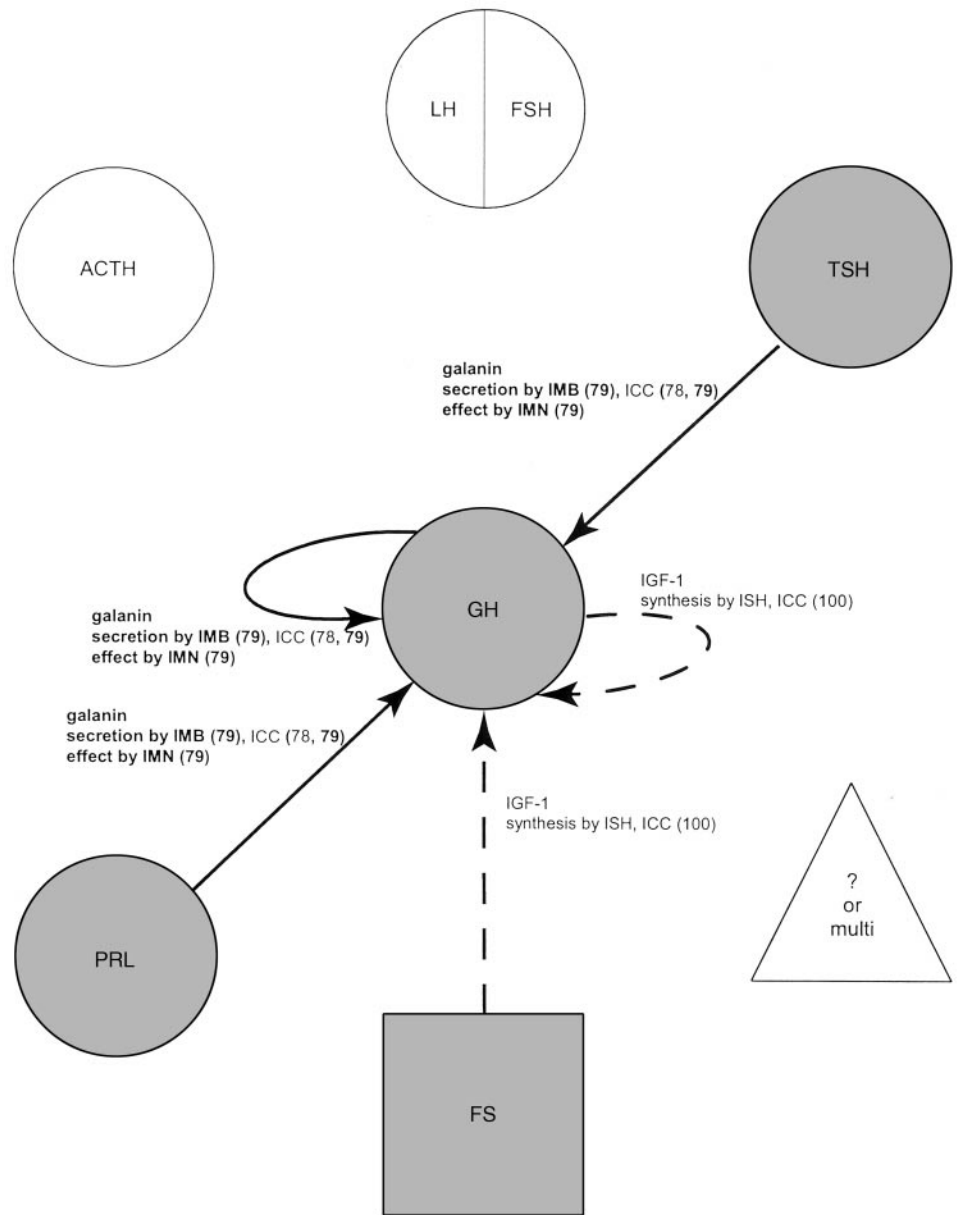 LH FSH
ACTH
TSH
galanin
secretion by IMB (79), ICC (78, 79)
effect by IMN (79)
GH
IGF-1
synthesis by ISH, ICC (100)
galanin
secretion by IMB (79), ICC (78, 79)
effect by IMN (79)
galanin
secretion by IMB (79), ICC (78, 79)
effect by IMN (79)
IGF-1
synthesis by ISH, ICC (100)
?
or
multi
PRL
FS